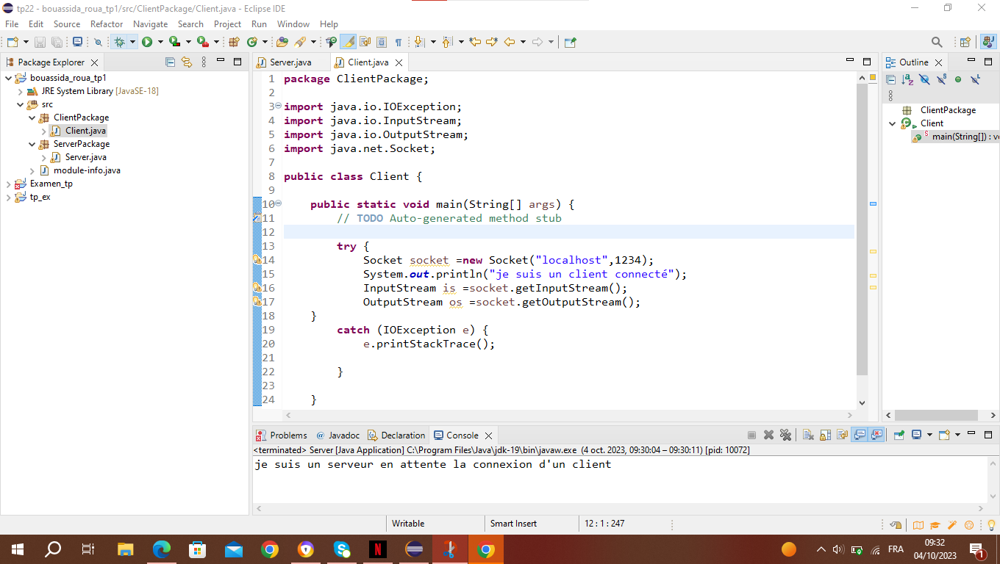 tp22 - bouassida_roua_tp1/src/ClientPackage/Client.java - Eclipse IDE
File Edit Source Refactor Navigate Search Project Run Window Help
Package Explorer
bouassida_roua_tp1
JRE System Library [JavaSE-18]
src
ClientPackage
Client.java
ServerPackage
Server.java
module-info.java
Examen_tp
tp_ex
Server.java Client.java
1 package ClientPackage;
2
3 import java.io.IOException;
4 import java.io.InputStream;
5 import java.io.OutputStream;
6 import java.net.Socket;
7
8 public class Client {
9
10 public static void main(String[] args) {
11 // TODO Auto-generated method stub
12
13 try {
14 Socket socket =new Socket("localhost",1234);
15 System.out.println("je suis un client connecté");
16 InputStream is =socket.getInputStream();
17 OutputStream os =socket.getOutputStream();
18 }
19 catch (IOException e) {
20 e.printStackTrace();
21
22 }
23
24 }
Outline
ClientPackage
Client
main(String[]) : v
Problems @ Javadoc Declaration Console
<terminated> Server [Java Application] C:\Program Files\Java\jdk-19\bin\javaw.exe (4 oct. 2023, 09:30:04 – 09:30:11) [pid: 10072]
je suis un serveur en attente la connexion d'un client
Writable Smart Insert 12 : 1 : 247
FRA
09:32
04/10/2023
1